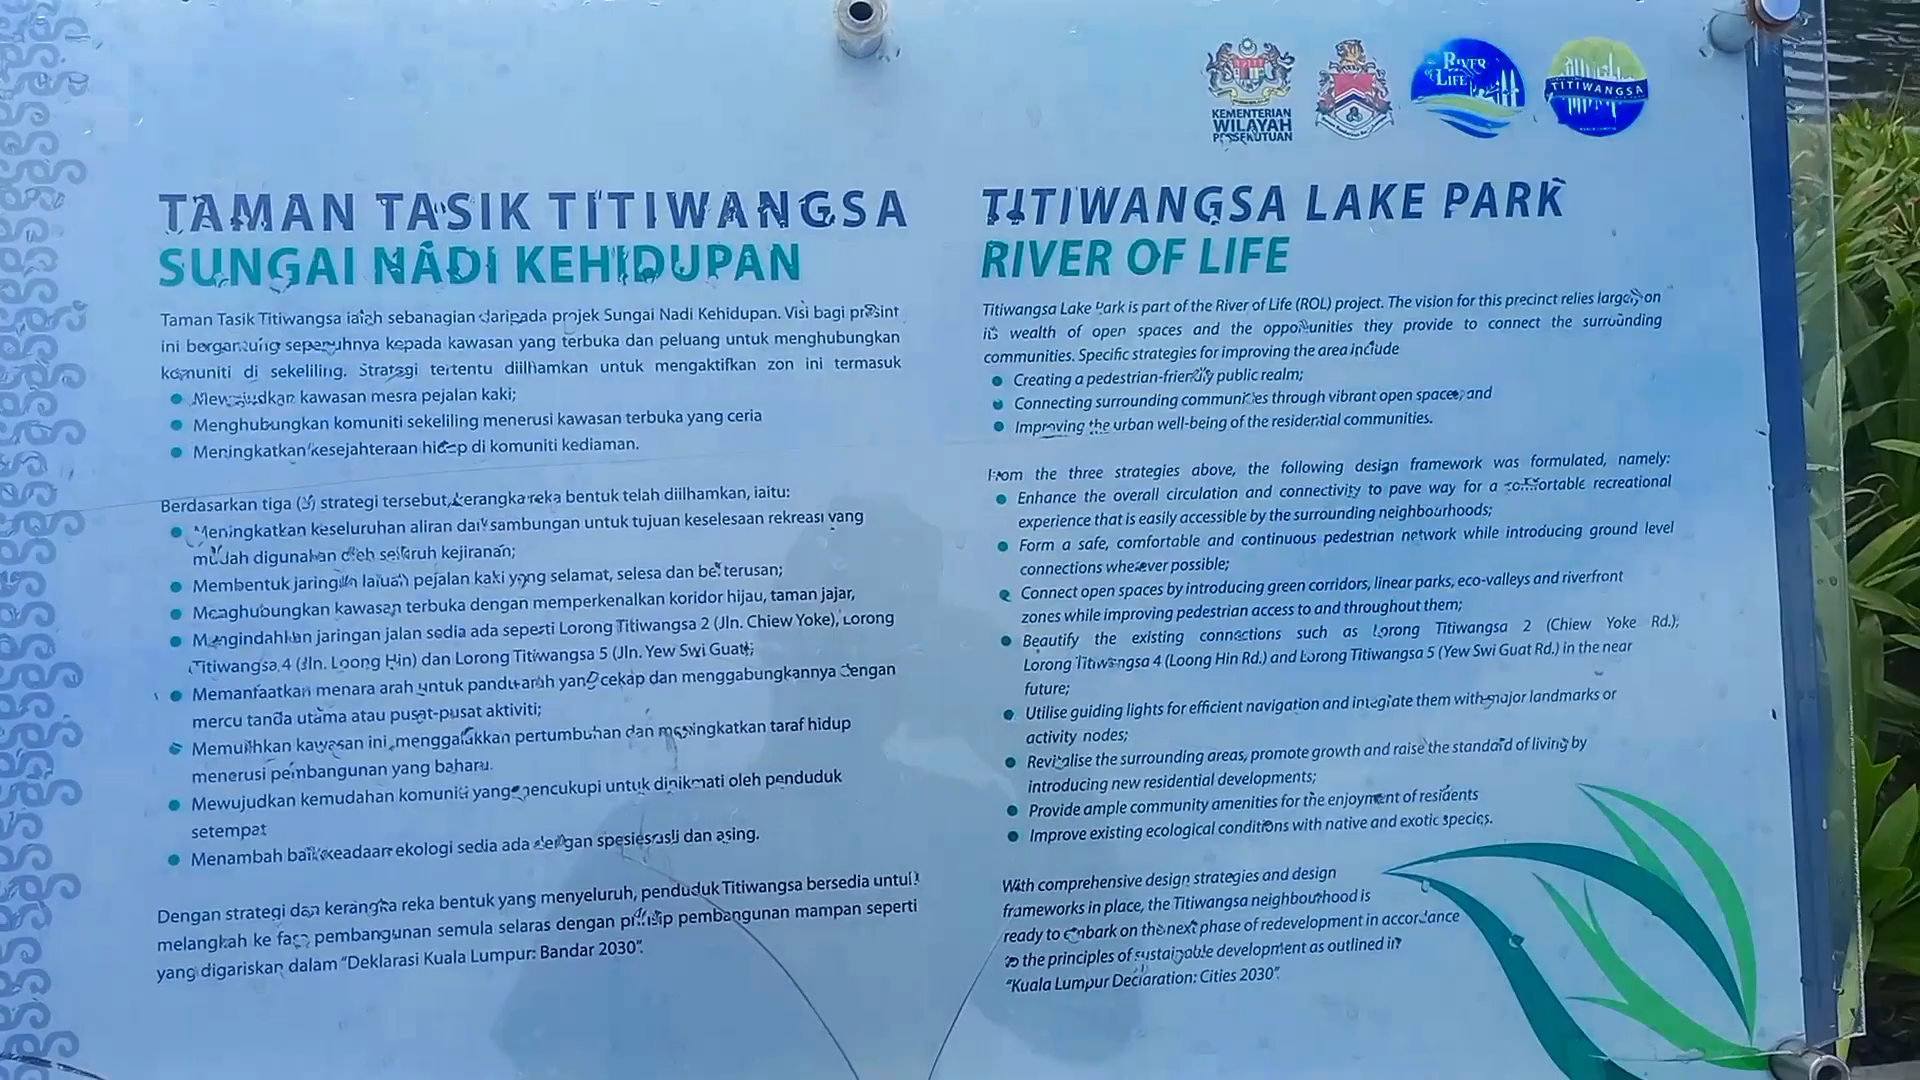 KEMENTERIAN
WILAYAH
PERSEKUTUAN
RIVER
of LIFE
TITIWANGSA
TAMAN TASIK TITIWANGSA
SUNGAI NADI KEHIDUPAN
Taman Tasik Titiwangsa ialah sebahagian daripada projek Sungai Nadi Kehidupan. Visi bagi presint
ini bergantung sepenuhnya kepada kawasan yang terbuka dan peluang untuk menghubungkan
komuniti di sekeliling. Strategi tertentu diilhamkan untuk mengaktifkan zon ini termasuk
Mewujudkan kawasan mesra pejalan kaki;
Menghubungkan komuniti sekeliling menerusi kawasan terbuka yang ceria
Meningkatkan kesejahteraan hidup di komuniti kediaman.
Berdasarkan tiga (3) strategi tersebut, kerangka reka bentuk telah diilhamkan, iaitu:
Meningkatkan keseluruhan aliran dan sambungan untuk tujuan keselesaan rekreasi yang
mudah digunakan oleh seluruh kejiranan;
Membentuk jaringan laluan pejalan kaki yang selamat, selesa dan berterusan;
Menghubungkan kawasan terbuka dengan memperkenalkan koridor hijau, taman jajar,
Mengindahkan jaringan jalan sedia ada seperti Lorong Titiwangsa 2 (Jln. Chiew Yoke), Lorong
Titiwangsa 4 (Jln. Loong Hin) dan Lorong Titiwangsa 5 (Jln. Yew Swi Guat);
Memanfaatkan menara arah untuk pandu arah yang cekap dan menggabungkannya dengan
mercu tanda utama atau pusat-pusat aktiviti;
Memulihkan kawasan ini, menggalakkan pertumbuhan dan meningkatkan taraf hidup
menerusi pembangunan yang baharu.
Mewujudkan kemudahan komuniti yang mencukupi untuk dinikmati oleh penduduk
setempat
Menambah baik keadaan ekologi sedia ada dengan spesies asli dan asing.
Dengan strategi dan kerangka reka bentuk yang menyeluruh, penduduk Titiwangsa bersedia untuk
melangkah ke fasa pembangunan semula selaras dengan prinsip pembangunan mampan seperti
yang digariskan dalam "Deklarasi Kuala Lumpur: Bandar 2030".
TITIWANGSA LAKE PARK
RIVER OF LIFE
Titiwangsa Lake Park is part of the River of Life (ROL) project. The vision for this precinct relies largely on
its wealth of open spaces and the opportunities they provide to connect the surrounding
communities. Specific strategies for improving the area include
Creating a pedestrian-friendly public realm;
Connecting surrounding communities through vibrant open spaces; and
Improving the urban well-being of the residential communities.
From the three strategies above, the following design framework was formulated, namely:
Enhance the overall circulation and connectivity to pave way for a comfortable recreational
experience that is easily accessible by the surrounding neighbourhoods;
Form a safe, comfortable and continuous pedestrian network while introducing ground level
connections wherever possible;
Connect open spaces by introducing green corridors, linear parks, eco-valleys and riverfront
zones while improving pedestrian access to and throughout them;
Beautify the existing connections such as Lorong Titiwangsa 2 (Chiew Yoke Rd.);
Lorong Titiwangsa 4 (Loong Hin Rd.) and Lorong Titiwangsa 5 (Yew Swi Guat Rd.) in the near
future;
Utilise guiding lights for efficient navigation and integrate them with major landmarks or
activity nodes;
Revitalise the surrounding areas, promote growth and raise the standard of living by
introducing new residential developments;
Provide ample community amenities for the enjoyment of residents
Improve existing ecological conditions with native and exotic species.
With comprehensive design strategies and design
frameworks in place, the Titiwangsa neighbourhood is
ready to embark on the next phase of redevelopment in accordance
to the principles of sustainable development as outlined in
"Kuala Lumpur Declaration: Cities 2030".